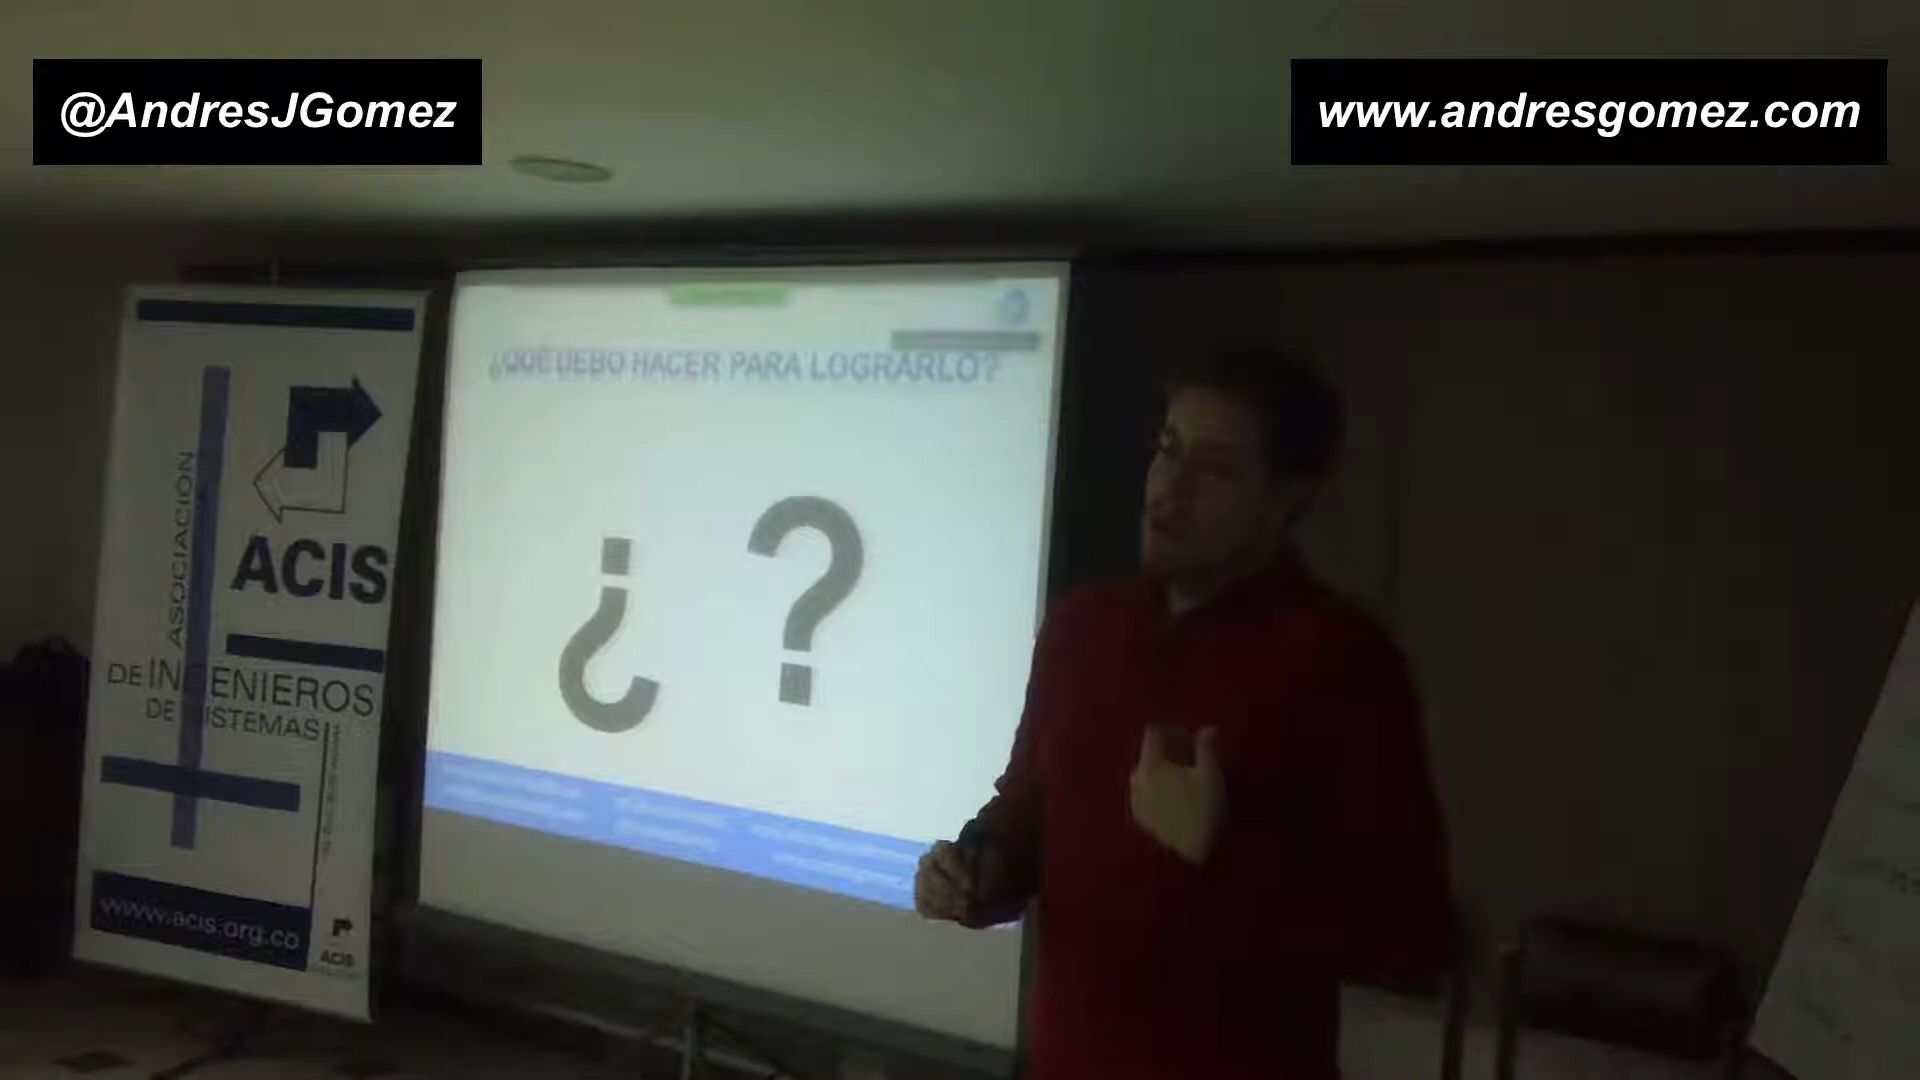 @AndresJGomez
www.andresgomez.com
¿QUÉ DEBO HACER PARA LOGRARLO?
¿ ?
ASOCIACIÓN
ACIS
DE INGENIEROS
DE SISTEMAS
www.acis.org.co
ACIS